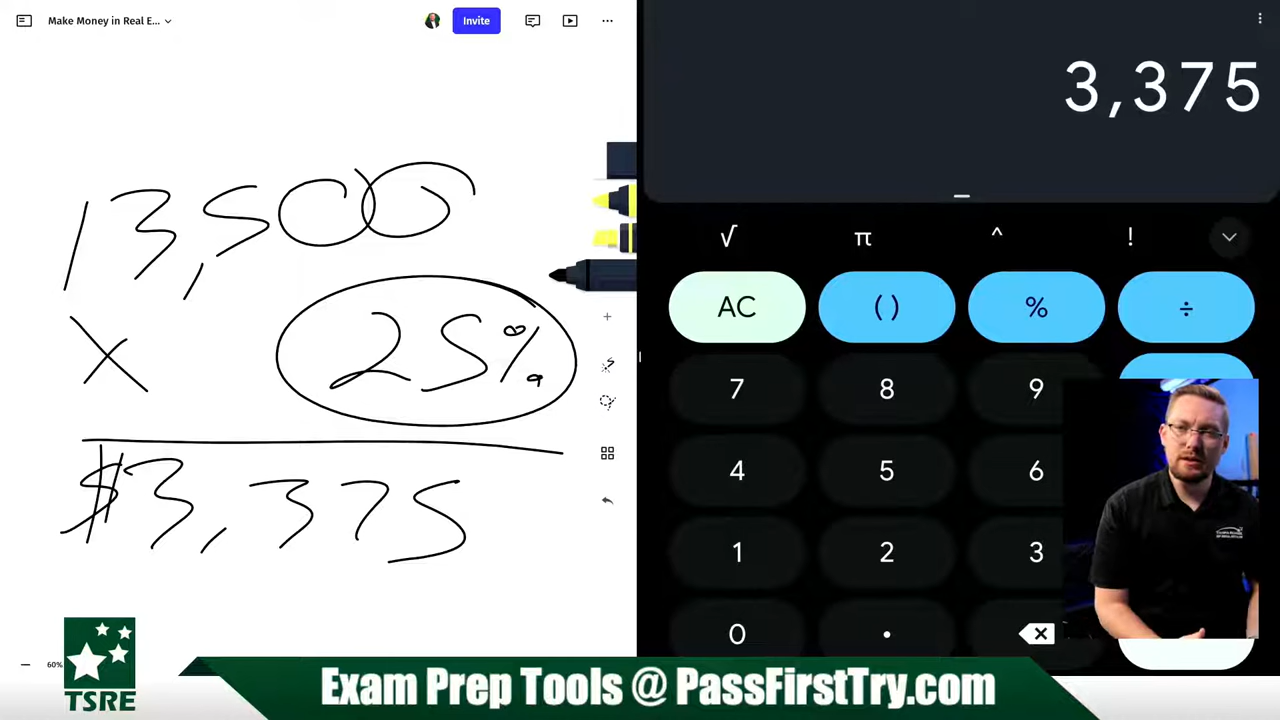 Make Money in Real E...
Invite
13,500
X 25%
$3,375
60%
3,375
√ π ^ !
AC ( ) % ÷
7 8 9
4 5 6
1 2 3
0 .
TSRE
Exam Prep Tools @ PassFirstTry.com